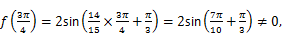 f(3π/4) = 2sin(14/15 × 3π/4 + π/3) = 2sin(7π/10 + π/3) ≠ 0,